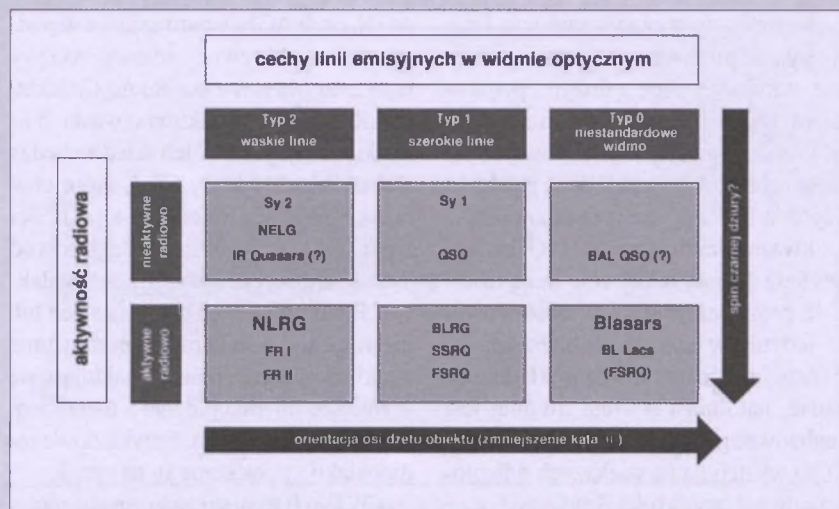 cechy linii emisyjnych w widmie optycznym
Typ 2
waskie linie
Typ 1
szerokie linie
Typ 0
niestandardowe
widmo
aktywność radiowa
nieaktywne
radiowo
Sy 2
NELG
IR Quasars (?)
Sy 1
QSO
BAL QSO (?)
aktywne
radiowo
NLRG
FR I
FR II
BLRG
SSRQ
FSRQ
Blasars
BL Lacs
(FSRO)
spin czarnej dziury?
orientacja osi dżetu obiektu (zmniejszenie kąta )